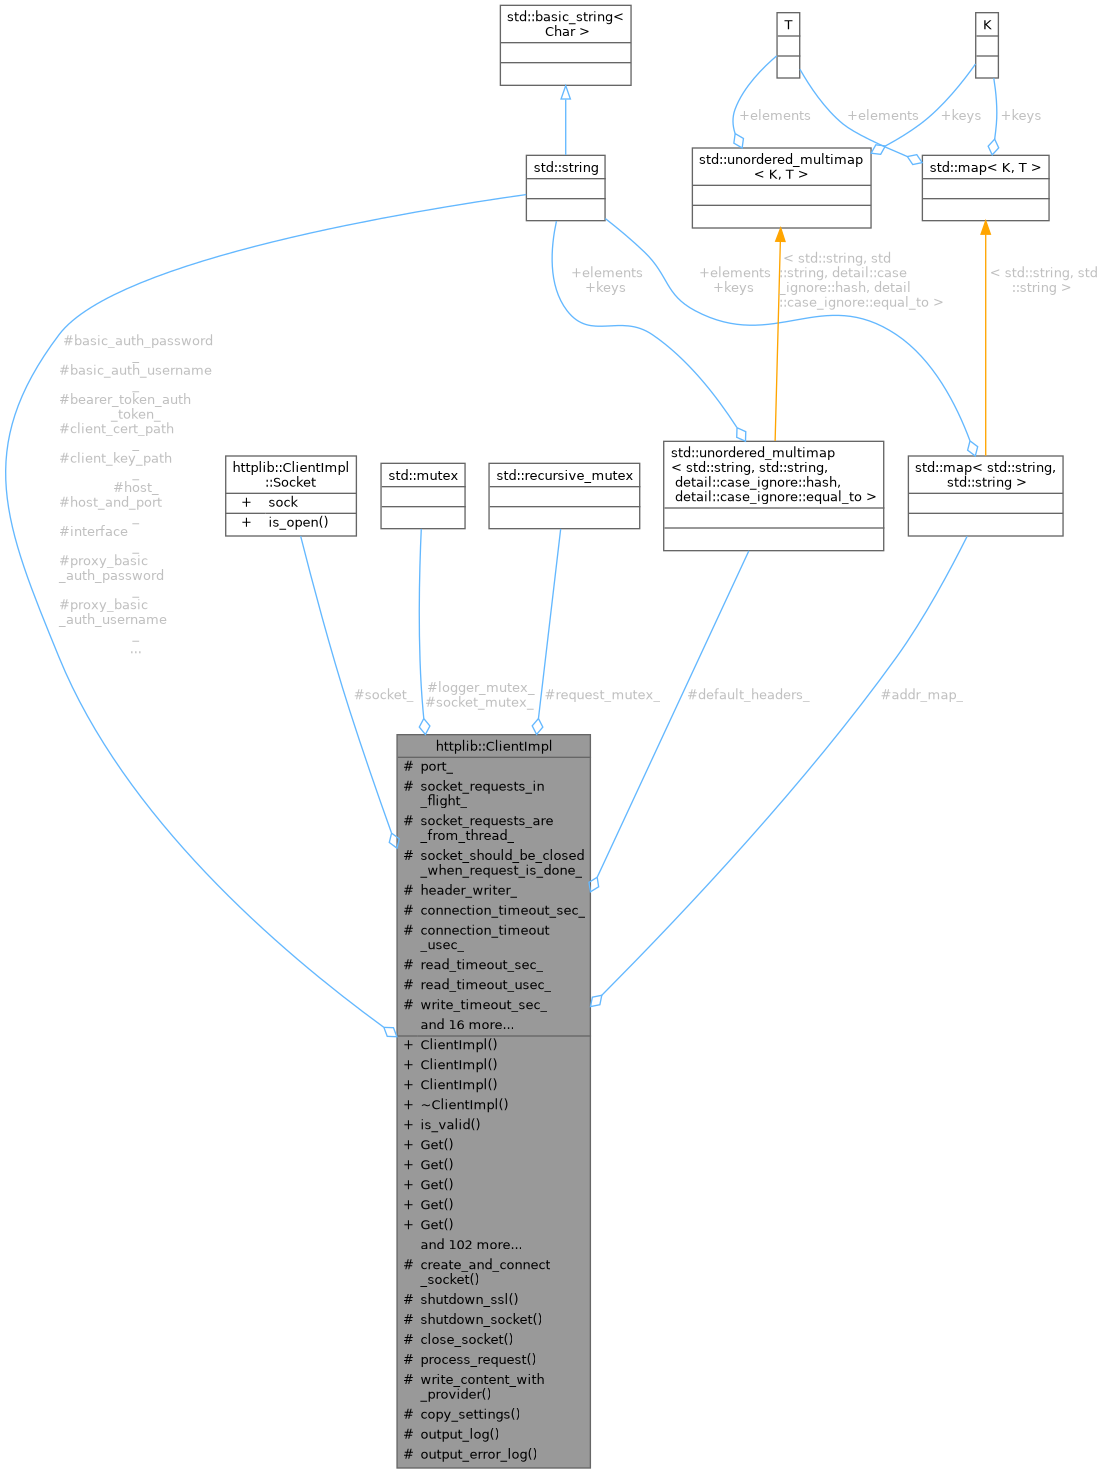 std::basic_string<
Char >
T
K
+elements
+elements
+keys
+keys
std::string
std::unordered_multimap
< K, T >
std::map< K, T >
+elements
+keys
+elements
+keys
< std::string, std
::string, detail::case
_ignore::hash, detail
::case_ignore::equal_to >
< std::string, std
::string >
#basic_auth_password
_
#basic_auth_username
_
#bearer_token_auth
_token_
#client_cert_path
_
#client_key_path
_
#host_
#host_and_port
_
#interface
_
#proxy_basic
_auth_password
_
#proxy_basic
_auth_username
_
...
httplib::ClientImpl
::Socket
+ sock
+ is_open()
std::mutex
std::recursive_mutex
std::unordered_multimap
< std::string, std::string,
detail::case_ignore::hash,
detail::case_ignore::equal_to >
std::map< std::string,
std::string >
#socket_
#logger_mutex_
#socket_mutex_
#request_mutex_
#default_headers_
#addr_map_
httplib::ClientImpl
# port_
# socket_requests_in
_flight_
# socket_requests_are
_from_thread_
# socket_should_be_closed
_when_request_is_done_
# header_writer_
# connection_timeout_sec_
# connection_timeout
_usec_
# read_timeout_sec_
# read_timeout_usec_
# write_timeout_sec_
and 16 more...
+ ClientImpl()
+ ClientImpl()
+ ClientImpl()
+ ~ClientImpl()
+ is_valid()
+ Get()
+ Get()
+ Get()
+ Get()
+ Get()
and 102 more...
# create_and_connect
_socket()
# shutdown_ssl()
# shutdown_socket()
# close_socket()
# process_request()
# write_content_with
_provider()
# copy_settings()
# output_log()
# output_error_log()